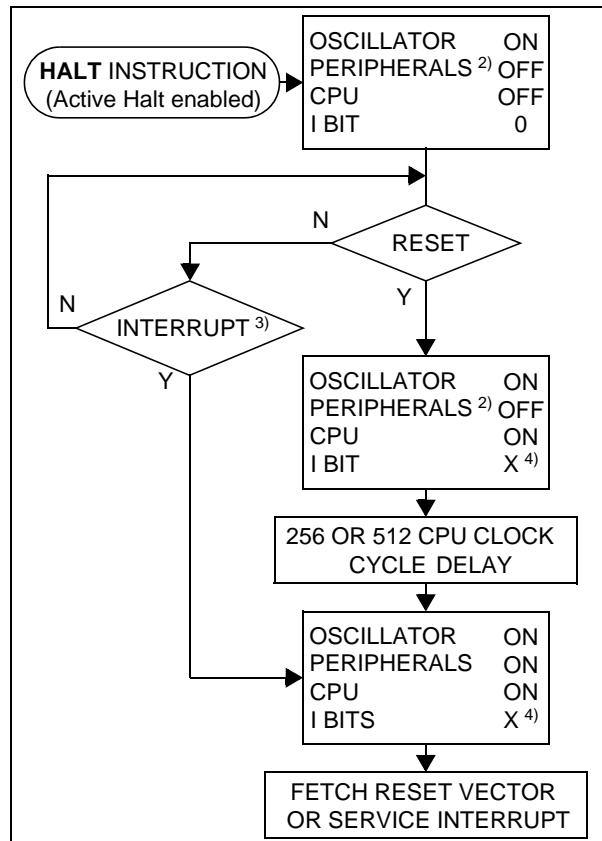 HALT INSTRUCTION
(Active Halt enabled)
OSCILLATOR ON
PERIPHERALS 2) OFF
CPU OFF
I BIT 0
N
RESET
N
INTERRUPT 3)
Y
Y
OSCILLATOR ON
PERIPHERALS 2) OFF
CPU ON
I BIT X 4)
256 OR 512 CPU CLOCK
CYCLE DELAY
OSCILLATOR ON
PERIPHERALS ON
CPU ON
I BITS X 4)
FETCH RESET VECTOR
OR SERVICE INTERRUPT